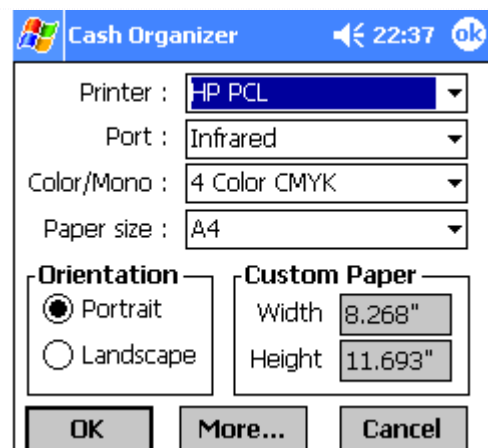 Cash Organizer 22:37 ok
Printer : HP PCL
Port : Infrared
Color/Mono : 4 Color CMYK
Paper size : A4
Orientation Custom Paper
Portrait Width 8.268"
Landscape Height 11.693"
OK More... Cancel